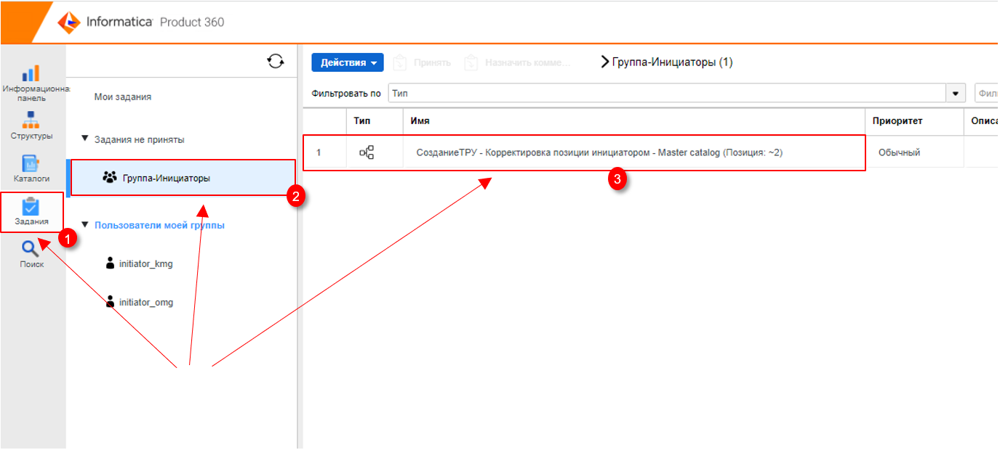 Informatica Product 360
Информационна
панель
Структуры
Каталоги
Задания
1
Поиск
Мои задания
Задания не приняты
Группа-Инициаторы
2
Пользователи моей группы
initiator_kmg
initiator_omg
Действия Принять Назначить комме... Группа-Инициаторы (1)
Фильтровать по Тип Фил
Тип Имя Приоритет Описа
1 СозданиеТРУ - Корректировка позиции инициатором - Master catalog (Позиция: ~2) Обычный
3